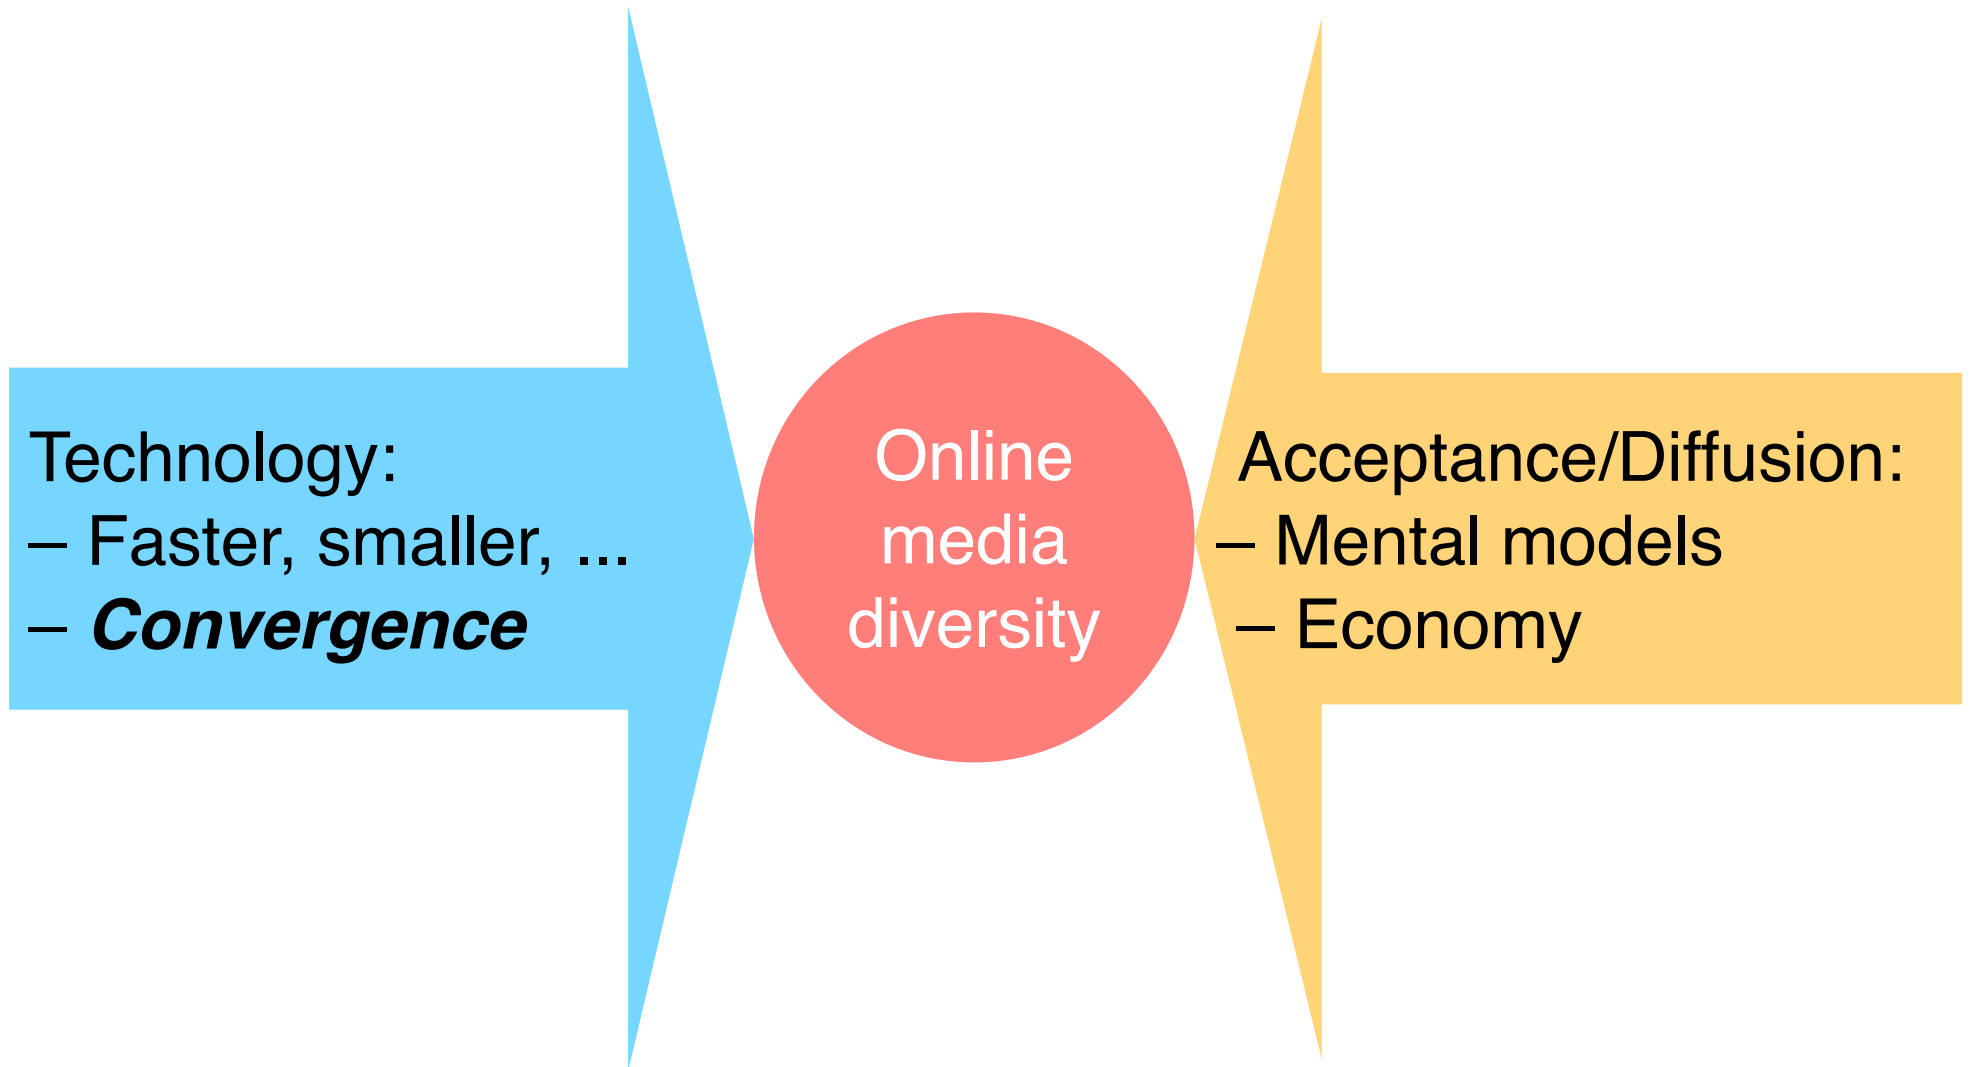 Technology:
– Faster, smaller, ...
– Convergence
Online
media
diversity
Acceptance/Diffusion:
– Mental models
– Economy